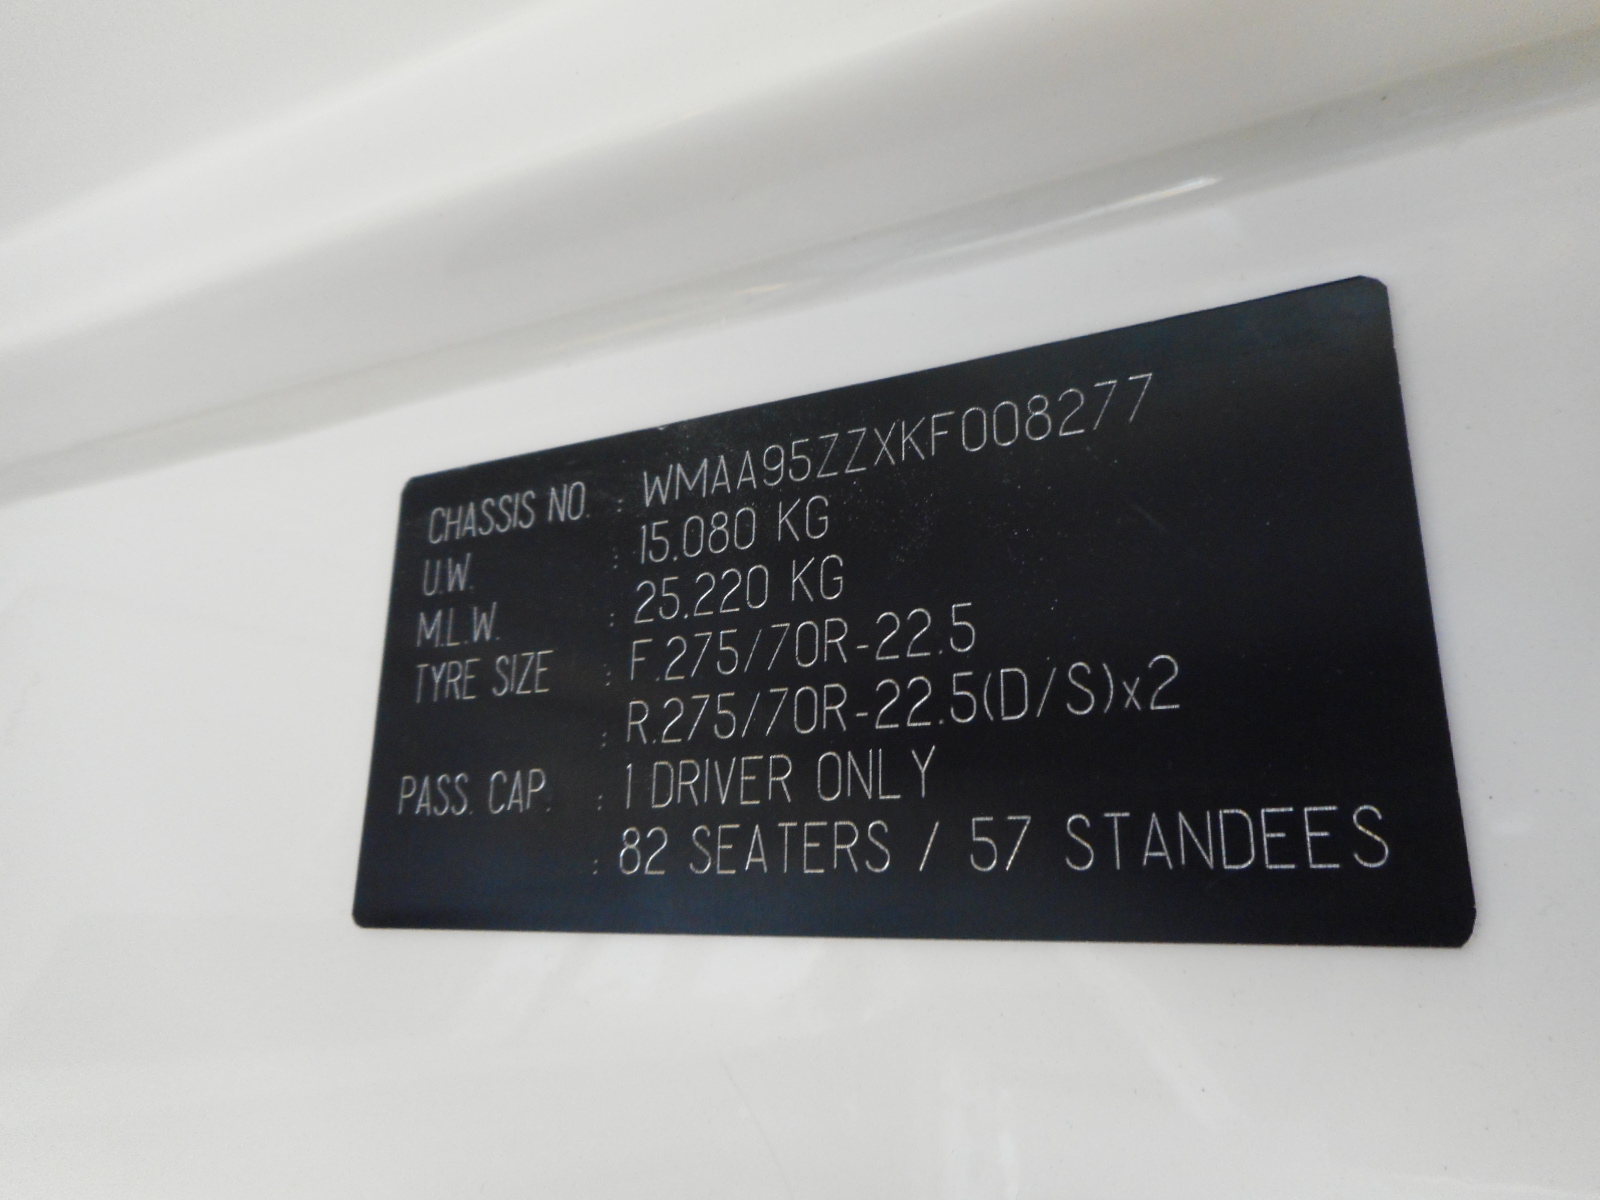 CHASSIS NO. : WMAA95ZZXKF008277
U.W. : 15.080 KG
M.L.W. : 25.220 KG
TYRE SIZE : F.275/70R-22.5
: R.275/70R-22.5(D/S)x2
PASS. CAP. : 1 DRIVER ONLY
: 82 SEATERS / 57 STANDEES